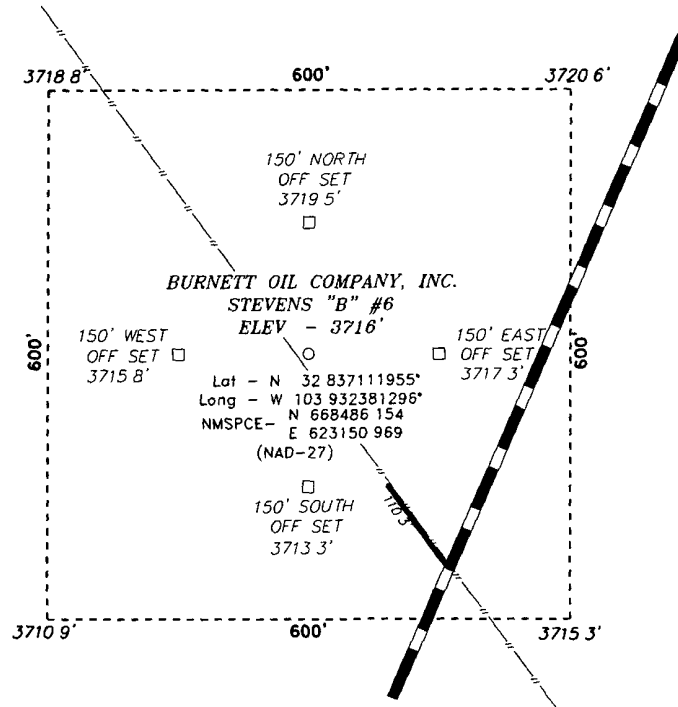 3718 8'
600'
3720 6'
150' NORTH
OFF SET
3719 5'
BURNETT OIL COMPANY, INC.
STEVENS "B" #6
ELEV - 3716'
600'
150' WEST
OFF SET
3715 8'
150' EAST
OFF SET
3717 3'
600'
Lat - N 32 837111955°
Long - W 103 932381296°
NMSPCE- N 668486 154
E 623150 969
(NAD-27)
150' SOUTH
OFF SET
3713 3'
110 3'
3710 9'
600'
3715 3'